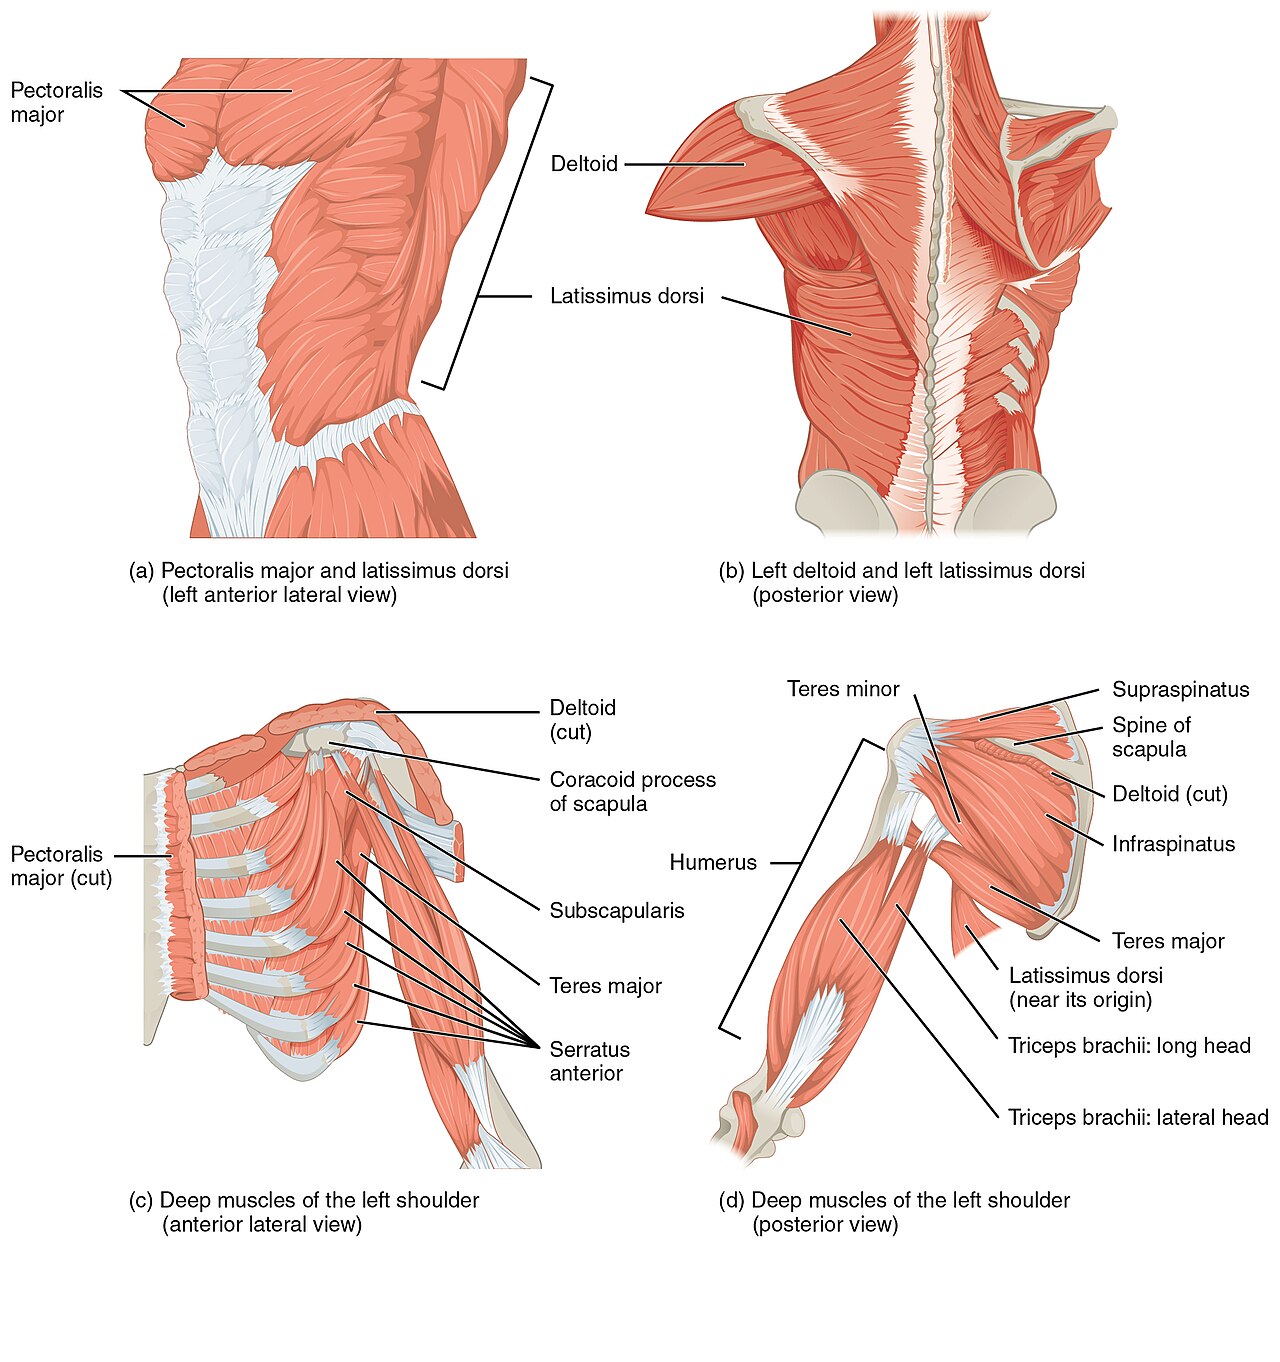 Pectoralis
major
Deltoid
Latissimus dorsi
(a) Pectoralis major and latissimus dorsi
(left anterior lateral view)
(b) Left deltoid and left latissimus dorsi
(posterior view)
Deltoid
(cut)
Coracoid process
of scapula
Pectoralis
major (cut)
Subscapularis
Teres major
Serratus
anterior
(c) Deep muscles of the left shoulder
(anterior lateral view)
Teres minor
Supraspinatus
Spine of
scapula
Deltoid (cut)
Infraspinatus
Humerus
Teres major
Latissimus dorsi
(near its origin)
Triceps brachii: long head
Triceps brachii: lateral head
(d) Deep muscles of the left shoulder
(posterior view)